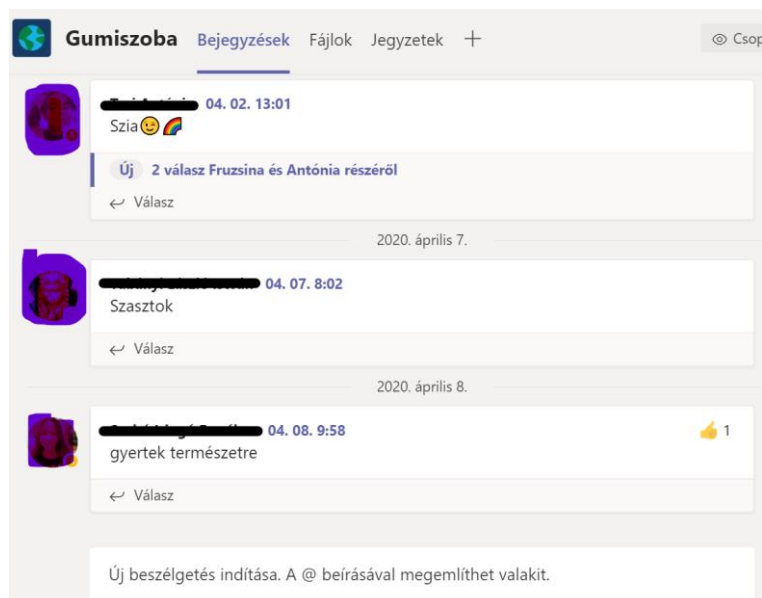 Gumiszoba Bejegyzések Fájlok Jegyzetek + Csop
04. 02. 13:01
Szia😉🌈
Új 2 válasz Fruzsina és Antónia részéről
Válasz
2020. április 7.
04. 07. 8:02
Szasztok
Válasz
2020. április 8.
04. 08. 9:58 👍 1
gyertek természetre
Válasz
Új beszélgetés indítása. A @ beírásával megemlíthet valakit.